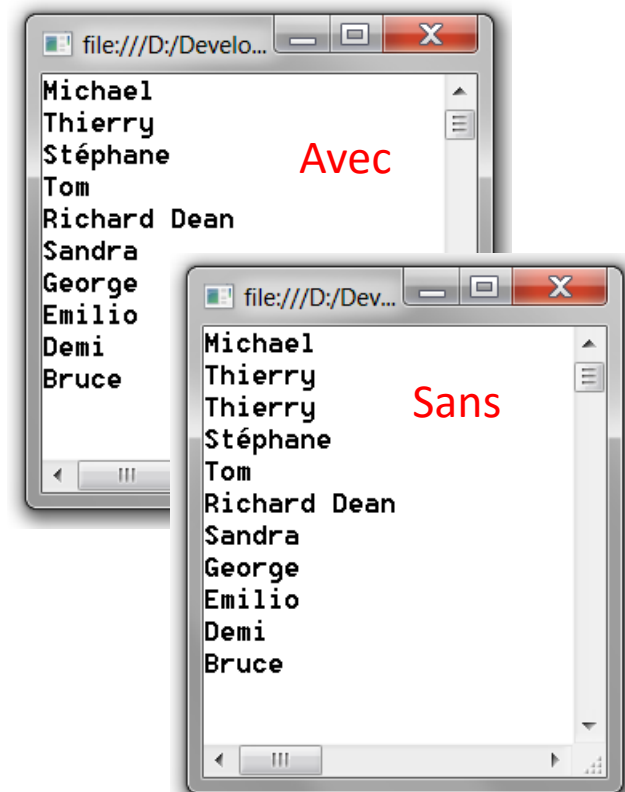 file:///D:/Develo...
Michael
Thierry
Stéphane
Tom
Richard Dean
Sandra
George
Emilio
Demi
Bruce
Avec
file:///D:/Dev...
Michael
Thierry
Thierry
Stéphane
Tom
Richard Dean
Sandra
George
Emilio
Demi
Bruce
Sans